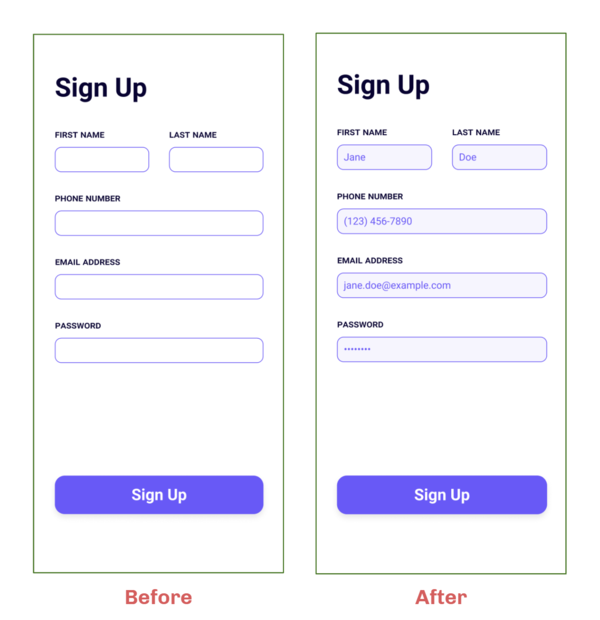 Sign Up
FIRST NAME LAST NAME
PHONE NUMBER
EMAIL ADDRESS
PASSWORD
Sign Up
Before
Sign Up
FIRST NAME LAST NAME
Jane Doe
PHONE NUMBER
(123) 456-7890
EMAIL ADDRESS
jane.doe@example.com
PASSWORD
••••••••
Sign Up
After